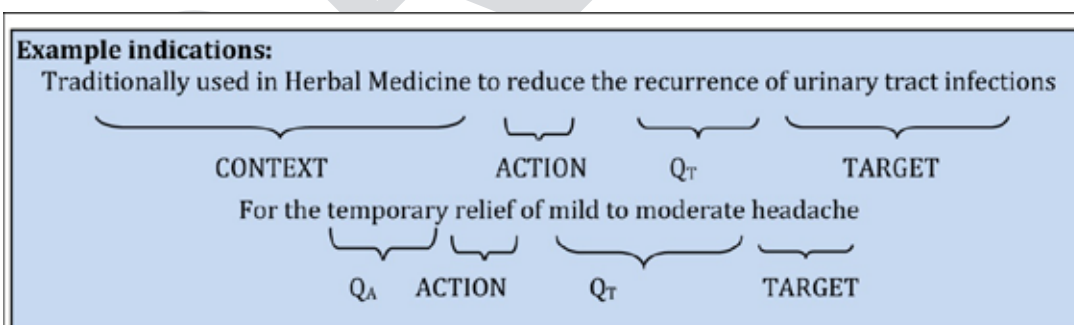 Example indications:
Traditionally used in Herbal Medicine to reduce the recurrence of urinary tract infections
CONTEXT ACTION QT TARGET
For the temporary relief of mild to moderate headache
QA ACTION QT TARGET